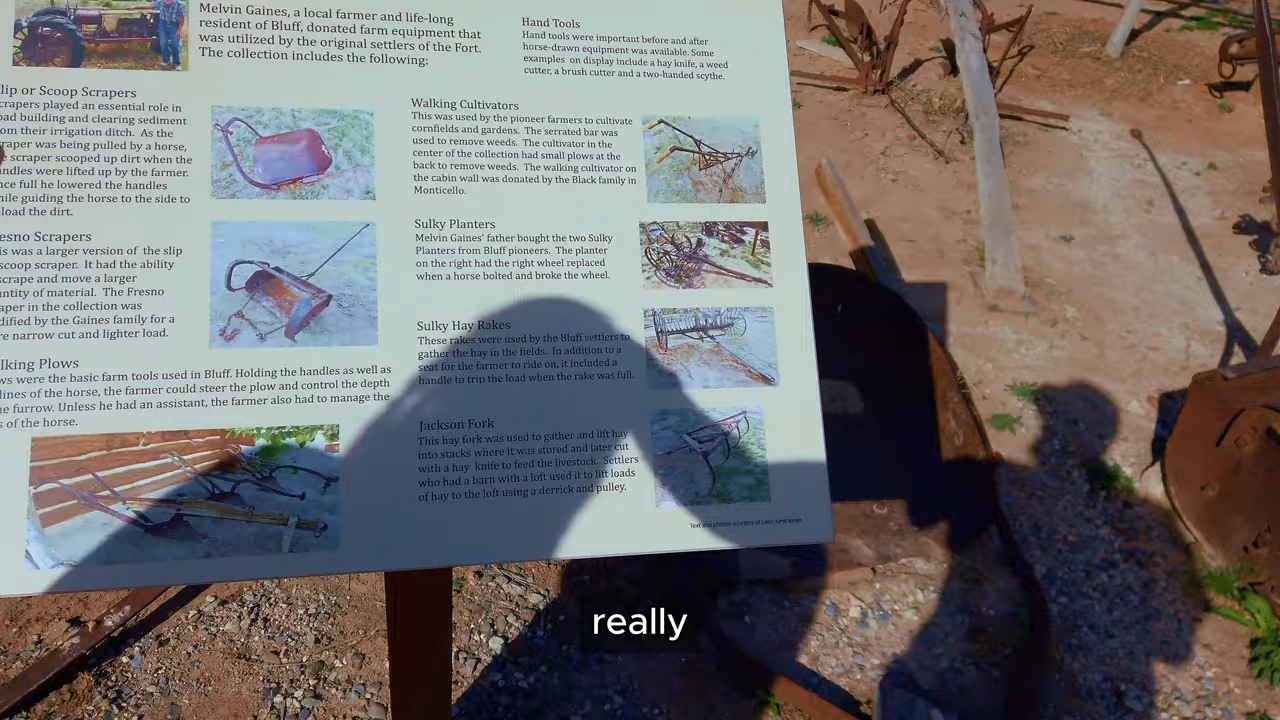 Melvin Gaines, a local farmer and life-long
resident of Bluff, donated farm equipment that
was utilized by the original settlers of the Fort.
The collection includes the following:
Hand Tools
Hand tools were important before and after
horse-drawn equipment was available. Some
examples on display include a hay knife, a weed
cutter, a brush cutter and a two-handed scythe.
lip or Scoop Scrapers
crapers played an essential role in
oad building and clearing sediment
om their irrigation ditch. As the
raper was being pulled by a horse,
e scraper scooped up dirt when the
ndles were lifted up by the farmer.
nce full he lowered the handles
hile guiding the horse to the side to
load the dirt.
esno Scrapers
is was a larger version of the slip
scoop scraper. It had the ability
scrape and move a larger
ntity of material. The Fresno
aper in the collection was
dified by the Gaines family for a
re narrow cut and lighter load.
lking Plows
ws were the basic farm tools used in Bluff. Holding the handles as well as
lines of the horse, the farmer could steer the plow and control the depth
e furrow. Unless he had an assistant, the farmer also had to manage the
s of the horse.
Walking Cultivators
This was used by the pioneer farmers to cultivate
cornfields and gardens. The serrated bar was
used to remove weeds. The cultivator in the
center of the collection had small plows at the
back to remove weeds. The walking cultivator on
the cabin wall was donated by the Black family in
Monticello.
Sulky Planters
Melvin Gaines' father bought the two Sulky
Planters from Bluff pioneers. The planter
on the right had the right wheel replaced
when a horse bolted and broke the wheel.
Sulky Hay Rakes
These rakes were used by the Bluff settlers to
gather the hay in the fields. In addition to a
seat for the farmer to ride on, it included a
handle to trip the load when the rake was full.
Jackson Fork
This hay fork was used to gather and lift hay
into stacks where it was stored and later cut
with a hay knife to feed the livestock. Settlers
who had a barn with a loft used it to lift loads
of hay to the loft using a derrick and pulley.
Text and photos courtesy of
really